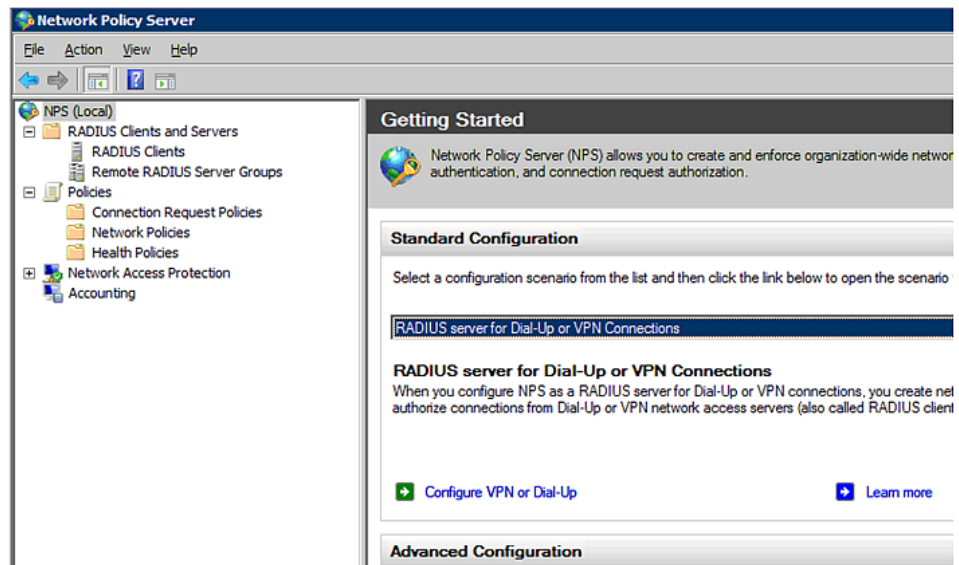 Network Policy Server
File Action View Help
NPS (Local)
RADIUS Clients and Servers
RADIUS Clients
Remote RADIUS Server Groups
Policies
Connection Request Policies
Network Policies
Health Policies
Network Access Protection
Accounting
Getting Started
Network Policy Server (NPS) allows you to create and enforce organization-wide networ
authentication, and connection request authorization.
Standard Configuration
Select a configuration scenario from the list and then click the link below to open the scenario
RADIUS server for Dial-Up or VPN Connections
RADIUS server for Dial-Up or VPN Connections
When you configure NPS as a RADIUS server for Dial-Up or VPN connections, you create net
authorize connections from Dial-Up or VPN network access servers (also called RADIUS client
Configure VPN or Dial-Up
Learn more
Advanced Configuration